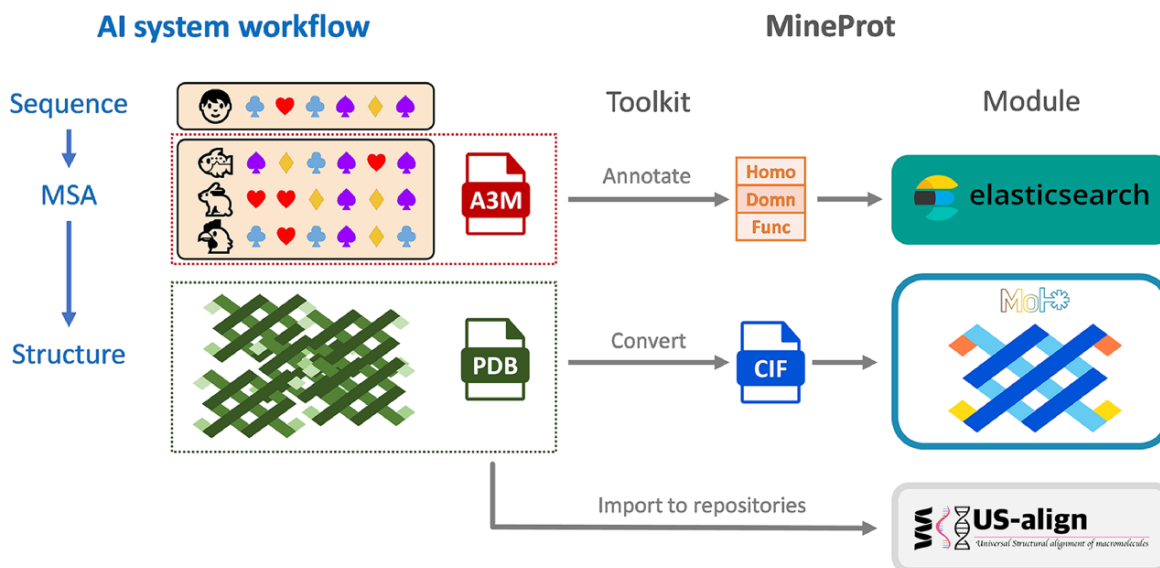 AI system workflow
MineProt
Sequence
MSA
Structure
A3M
PDB
Toolkit
Module
Annotate
Homo
Domn
Func
elasticsearch
Convert
CIF
Mol*
Import to repositories
US-align
Universal Structural alignment of macromolecules